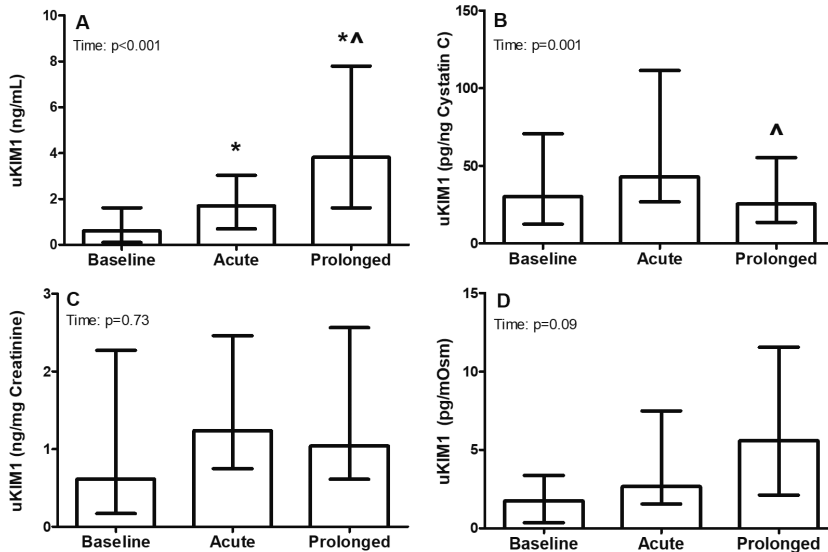 A
Time: p<0.001
uKIM1 (ng/mL)
10
8
6
4
2
0
*
*^
Baseline Acute Prolonged
B
Time: p=0.001
uKIM1 (pg/ng Cystatin C)
150
100
50
0
^
Baseline Acute Prolonged
C
Time: p=0.73
uKIM1 (ng/mg Creatinine)
3
2
1
0
Baseline Acute Prolonged
D
Time: p=0.09
uKIM1 (pg/mOsm)
15
10
5
0
Baseline Acute Prolonged